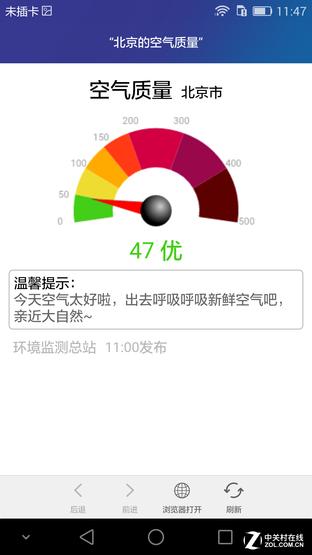 未插卡 11:47
“北京的空气质量”
空气质量 北京市
200 300
150
100 400
50
0 500
47 优
温馨提示:
今天空气太好啦，出去呼吸呼吸新鲜空气吧，
亲近大自然~
环境监测总站 11:00发布
后退 前进 浏览器打开 刷新
Z 中关村在线
ZOL.COM.CN